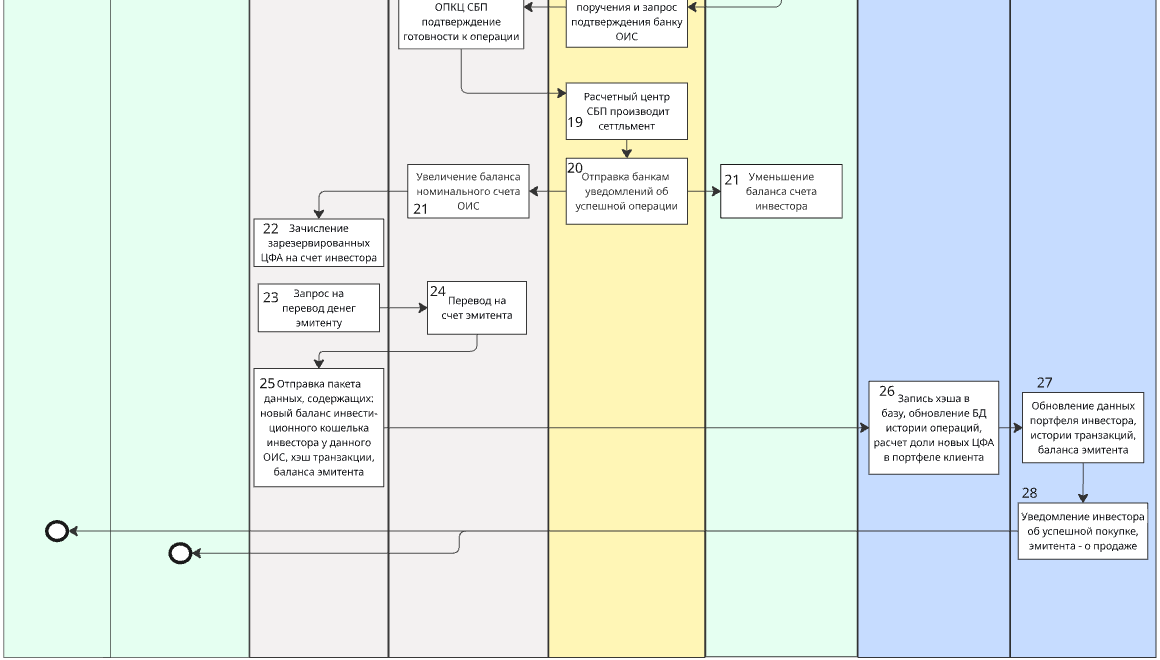 ОПКЦ СБП
подтверждение
готовности к операции
поручения и запрос
подтверждения банку
ОИС
Расчетный центр
СБП производит
19 сеттльмент
20
Отправка банкам
уведомлений об
успешной операции
Увеличение баланса
номинального счета
ОИС
21
21 Уменьшение
баланса счета
инвестора
22 Зачисление
зарезервированных
ЦФА на счет инвестора
23 Запрос на
перевод денег
эмитенту
24
Перевод на
счет эмитента
25 Отправка пакета
данных, содержащих:
новый баланс инвести-
ционного кошелька
инвестора у данного
ОИС, хэш транзакции,
баланса эмитента
26
Запись хэша в
базу, обновление БД
истории операций,
расчет доли новых ЦФА
в портфеле клиента
27
Обновление данных
портфеля инвестора,
истории транзакций,
баланса эмитента
28
Уведомление инвестора
об успешной покупке,
эмитента - о продаже